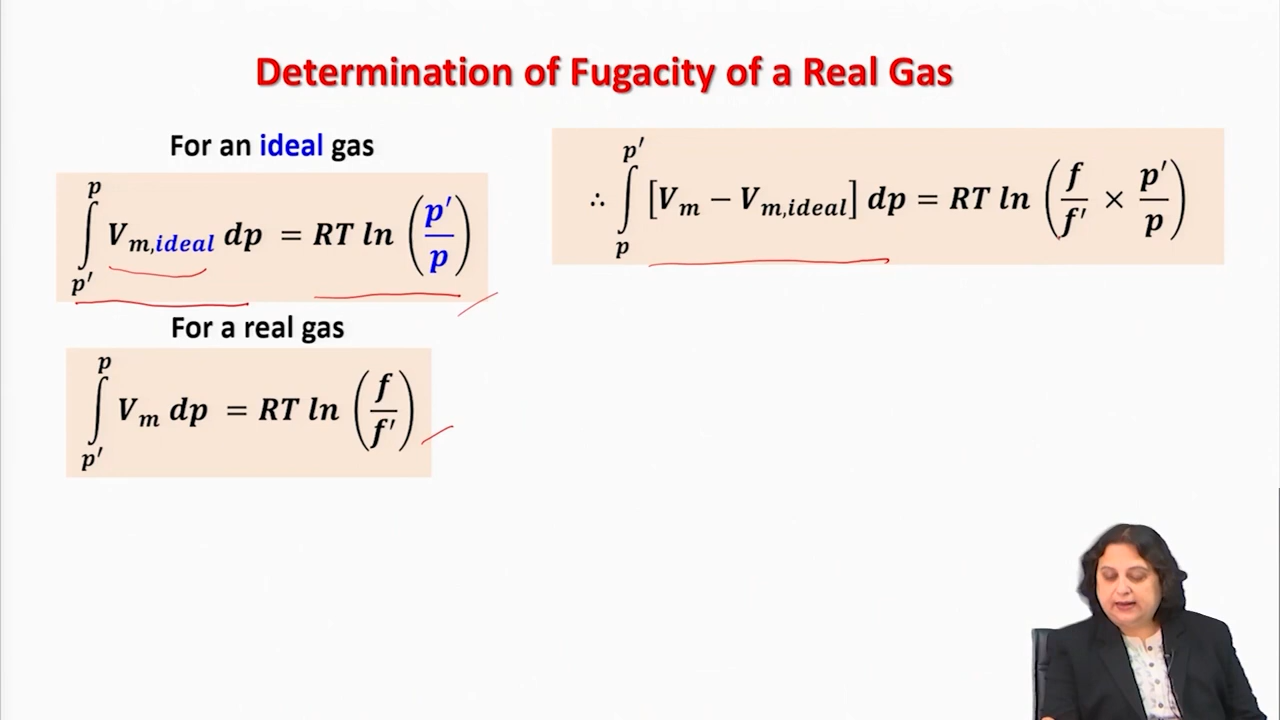 Determination of Fugacity of a Real Gas
For an ideal gas
∫_{p′}^{p} V_{m,ideal} dp = RT ln (p′/p)
For a real gas
∫_{p′}^{p} V_m dp = RT ln (f/f′)
∴ ∫_{p}^{p′} [V_m − V_{m,ideal}] dp = RT ln (f/f′ × p′/p)